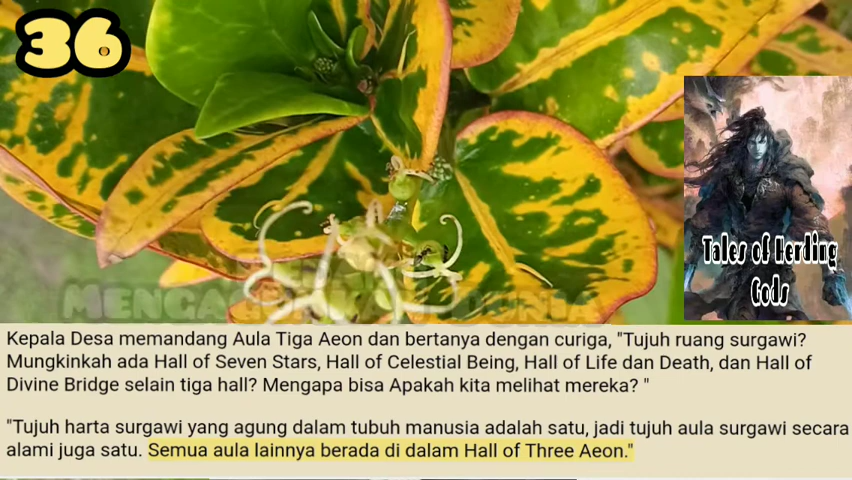 36
Tales of Herding
Gods
MENGAGUMKAN DUNIA
Kepala Desa memandang Aula Tiga Aeon dan bertanya dengan curiga, "Tujuh ruang surgawi?
Mungkinkah ada Hall of Seven Stars, Hall of Celestial Being, Hall of Life dan Death, dan Hall of
Divine Bridge selain tiga hall? Mengapa bisa Apakah kita melihat mereka? "
"Tujuh harta surgawi yang agung dalam tubuh manusia adalah satu, jadi tujuh aula surgawi secara
alami juga satu. Semua aula lainnya berada di dalam Hall of Three Aeon."